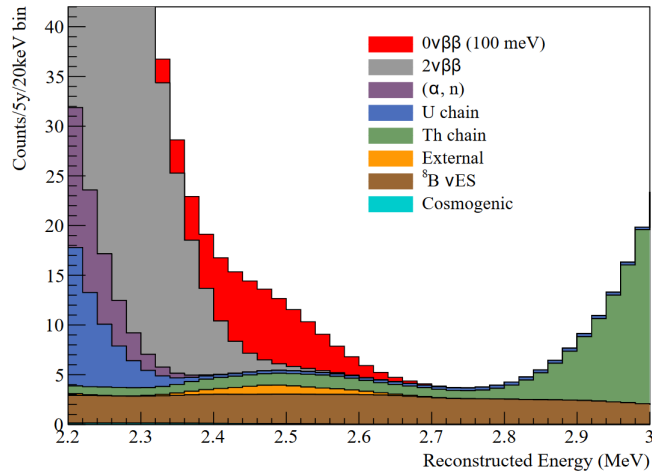 Counts/5y/20keV bin
40
35
30
25
20
15
10
5
0
0νββ (100 meV)
2νββ
(α, n)
U chain
Th chain
External
⁸B νES
Cosmogenic
2.2 2.3 2.4 2.5 2.6 2.7 2.8 2.9 3
Reconstructed Energy (MeV)